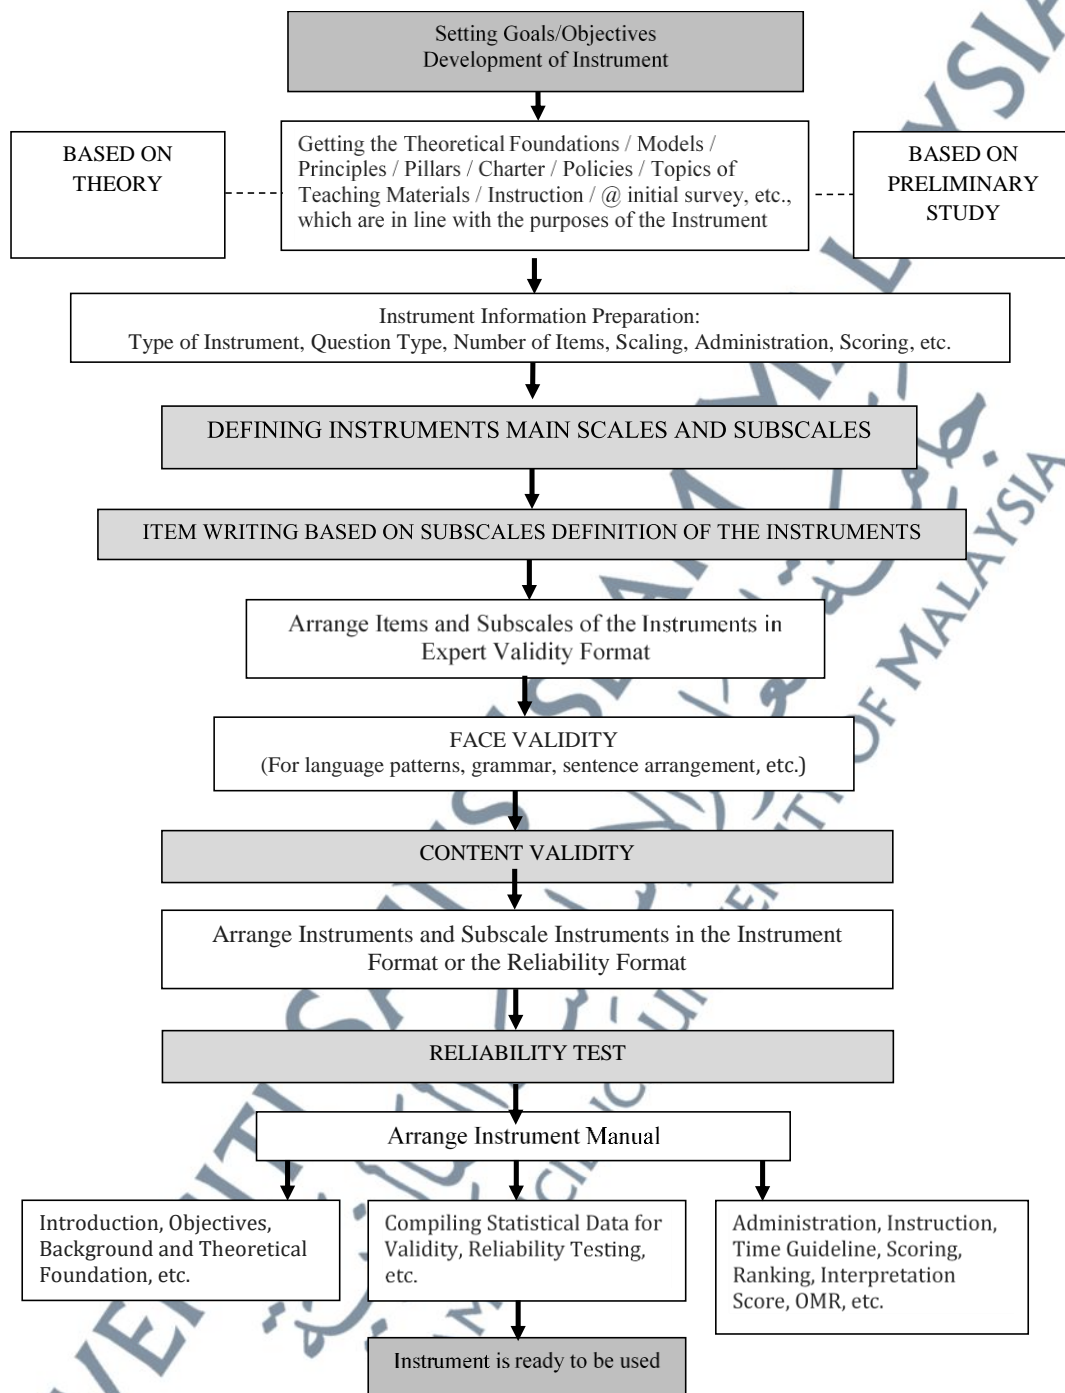 Setting Goals/Objectives
Development of Instrument
BASED ON
THEORY
Getting the Theoretical Foundations / Models /
Principles / Pillars / Charter / Policies / Topics of
Teaching Materials / Instruction / @ initial survey, etc.,
which are in line with the purposes of the Instrument
BASED ON
PRELIMINARY
STUDY
Instrument Information Preparation:
Type of Instrument, Question Type, Number of Items, Scaling, Administration, Scoring, etc.
DEFINING INSTRUMENTS MAIN SCALES AND SUBSCALES
ITEM WRITING BASED ON SUBSCALES DEFINITION OF THE INSTRUMENTS
Arrange Items and Subscales of the Instruments in
Expert Validity Format
FACE VALIDITY
(For language patterns, grammar, sentence arrangement, etc.)
CONTENT VALIDITY
Arrange Instruments and Subscale Instruments in the Instrument
Format or the Reliability Format
RELIABILITY TEST
Arrange Instrument Manual
Introduction, Objectives,
Background and Theoretical
Foundation, etc.
Compiling Statistical Data for
Validity, Reliability Testing,
etc.
Administration, Instruction,
Time Guideline, Scoring,
Ranking, Interpretation
Score, OMR, etc.
Instrument is ready to be used
OF MALAYSIA